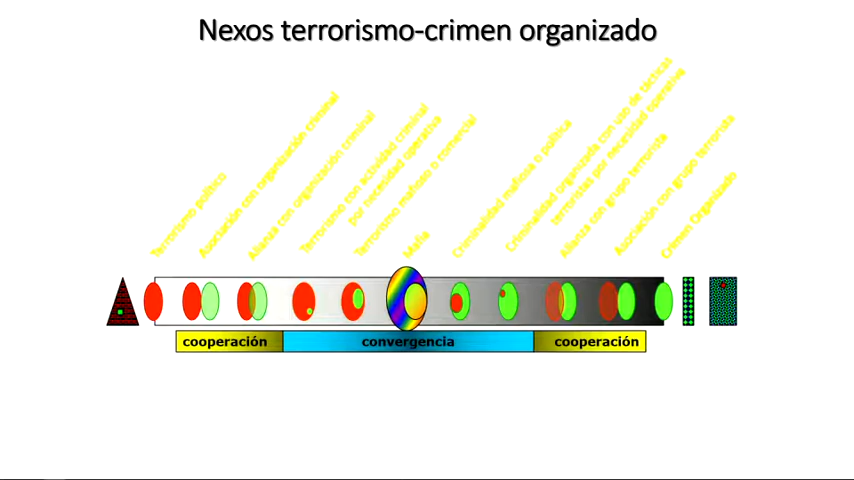 Nexos terrorismo-crimen organizado
Terrorismo político
Asociación con organización criminal
Alianza con organización criminal
Terrorismo con actividad criminal
por necesidad operativa
Terrorismo mafioso o comercial
Mafia
Criminalidad mafiosa o política
Criminalidad organizada con uso de tácticas
terroristas por necesidad operativa
Alianza con grupo terrorista
Asociación con grupo terrorista
Crimen Organizado
cooperación
convergencia
cooperación